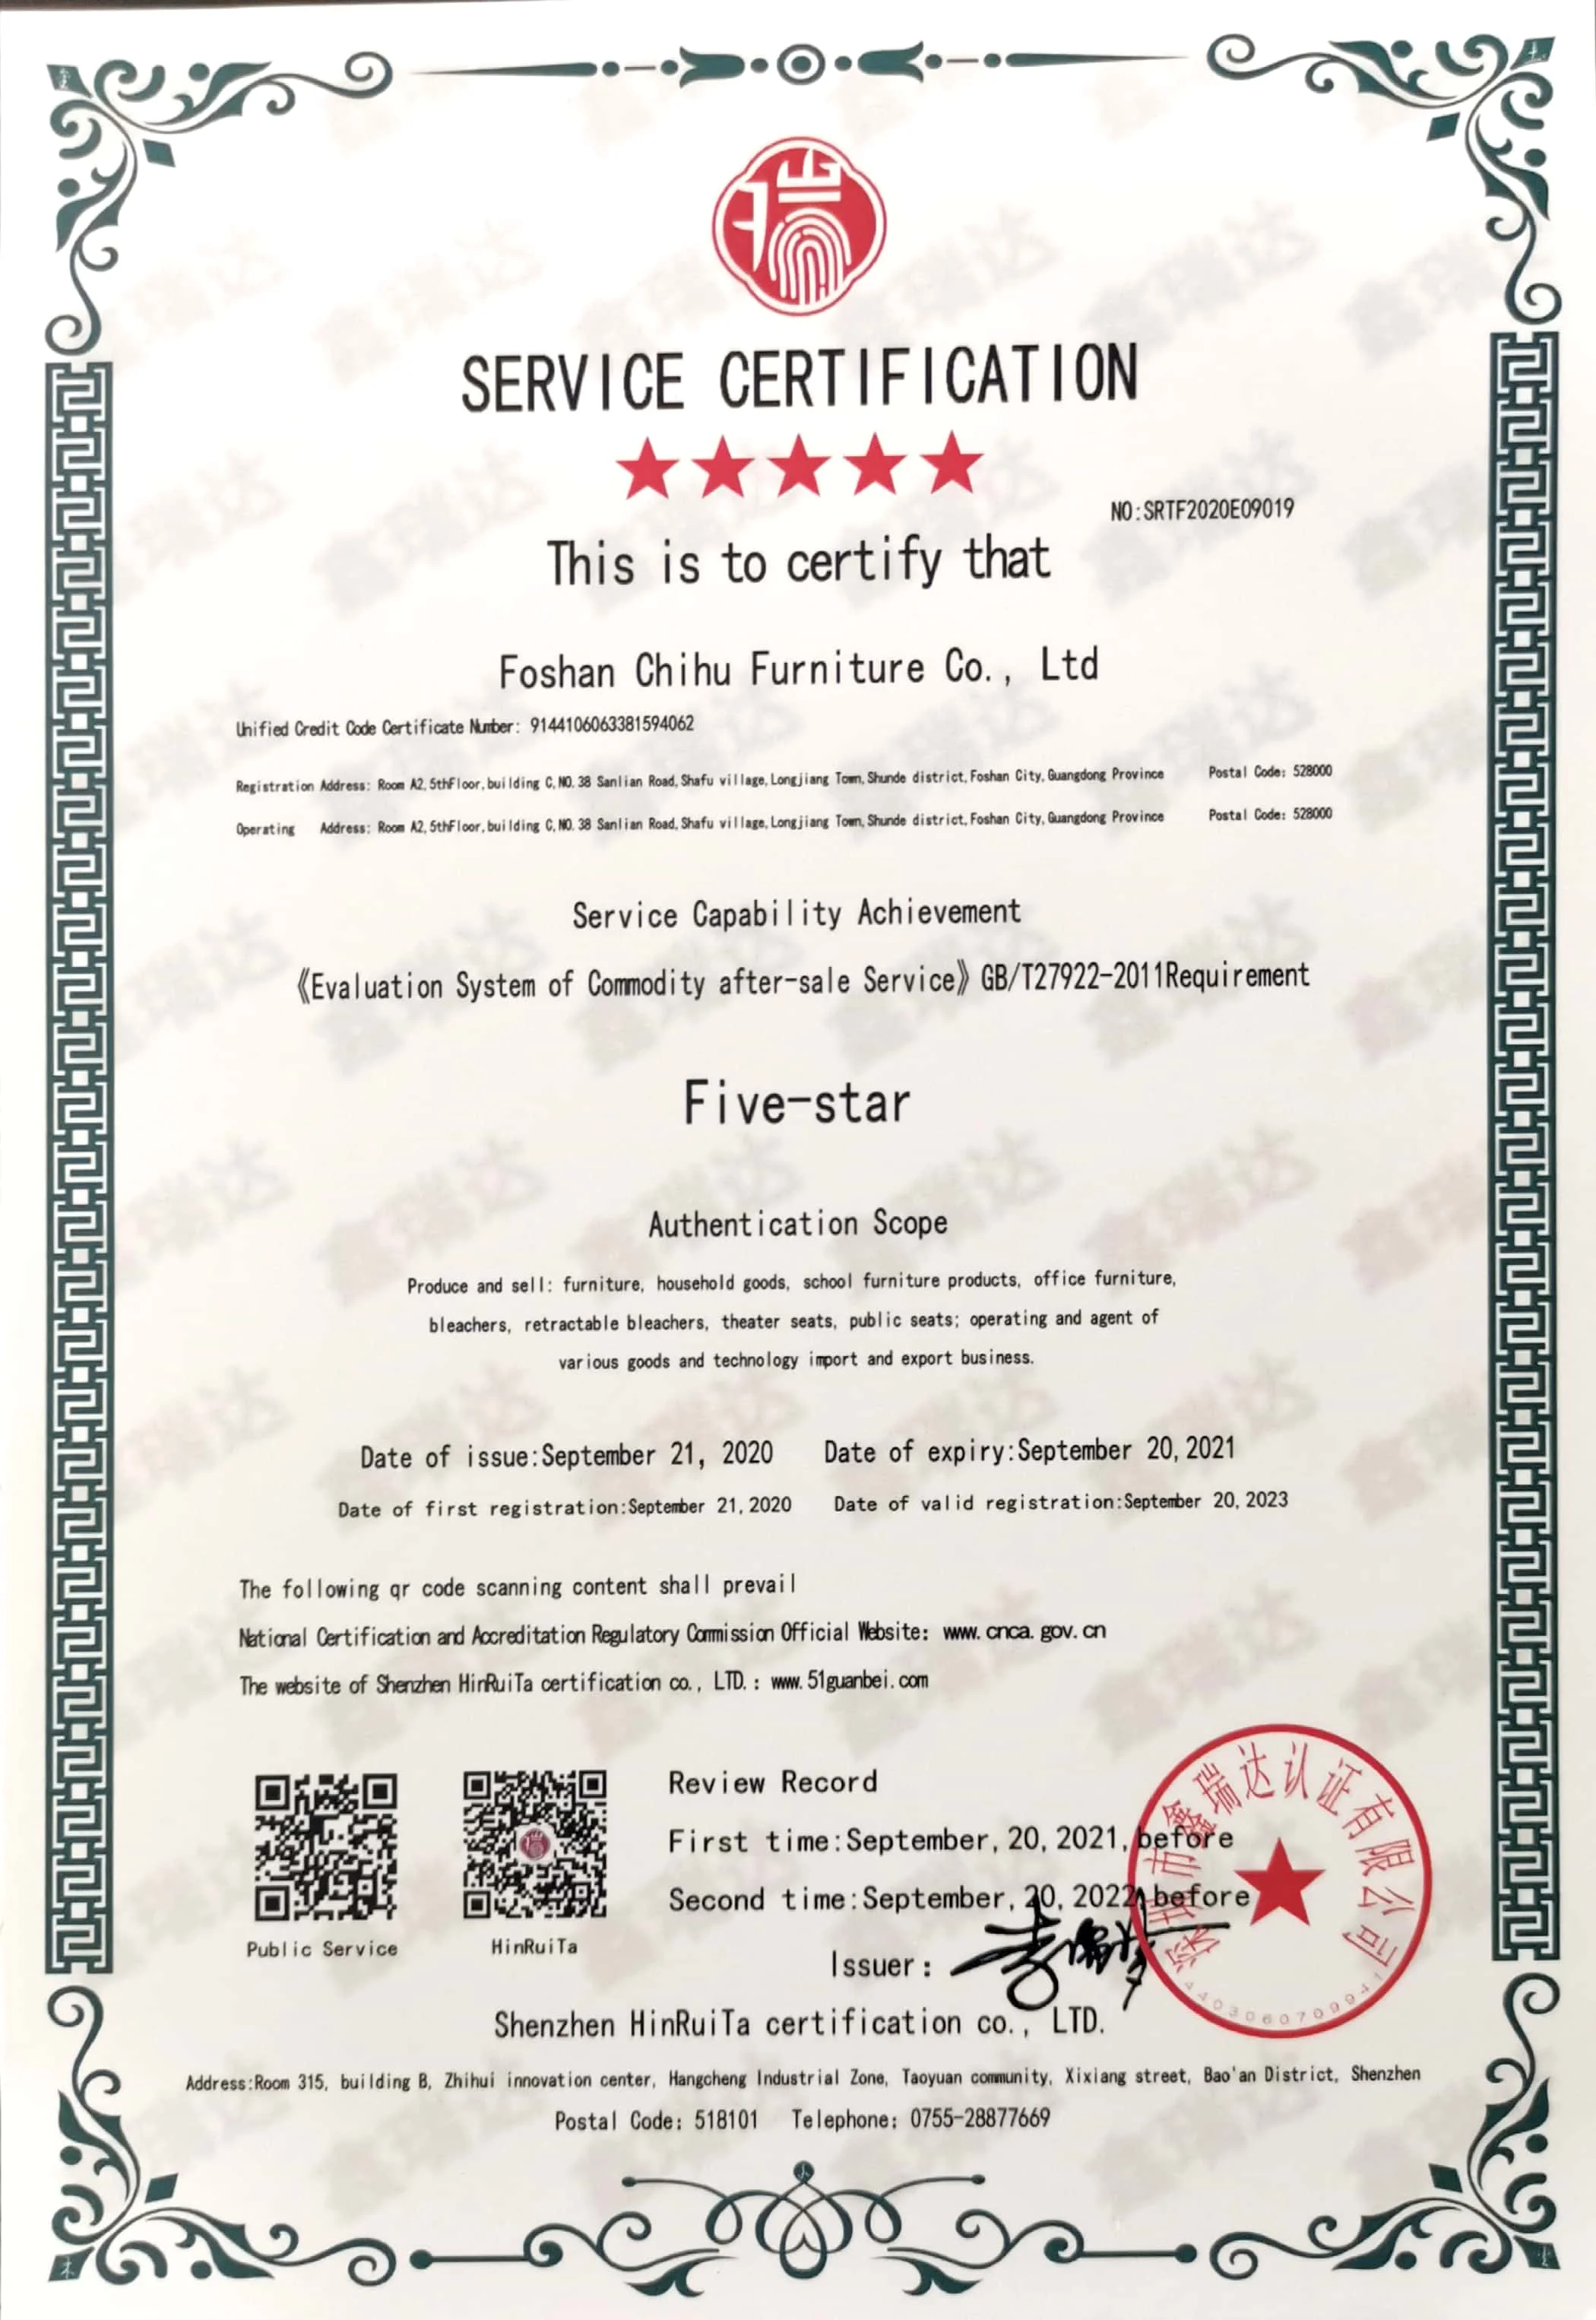 SERVICE CERTIFICATION
NO:SRTF2020E09019
This is to certify that
Foshan Chihu Furniture Co., Ltd
Unified Credit Code Certificate Number: 9144106063381594062
Registration Address: Room A2,5thFloor,building C,NO.38 Sanlian Road,Shafu village,Longjiang Town,Shunde district,Foshan City,Guangdong Province Postal Code: 528000
Operating Address: Room A2,5thFloor,building C,NO.38 Sanlian Road,Shafu village,Longjiang Town,Shunde district,Foshan City,Guangdong Province Postal Code: 528000
Service Capability Achievement
《Evaluation System of Commodity after-sale Service》GB/T27922-2011Requirement
Five-star
Authentication Scope
Produce and sell: furniture, household goods, school furniture products, office furniture,
bleachers, retractable bleachers, theater seats, public seats; operating and agent of
various goods and technology import and export business.
Date of issue:September 21, 2020 Date of expiry:September 20,2021
Date of first registration:September 21,2020 Date of valid registration:September 20,2023
The following qr code scanning content shall prevail
National Certification and Accreditation Regulatory Commission Official Website: www.cnca.gov.cn
The website of Shenzhen HinRuiTa certification co., LTD.: www.51guanbei.com
Review Record
First time:September,20,2021,before
Second time:September,20,2022,before
Public Service
HinRuiTa
Issuer:
深圳市鑫瑞达认证有限公司
Shenzhen HinRuiTa certification co., LTD.
Address:Room 315, building B, Zhihui innovation center, Hangcheng Industrial Zone, Taoyuan community, Xixiang street, Bao'an District, Shenzhen
Postal Code: 518101 Telephone: 0755-28877669